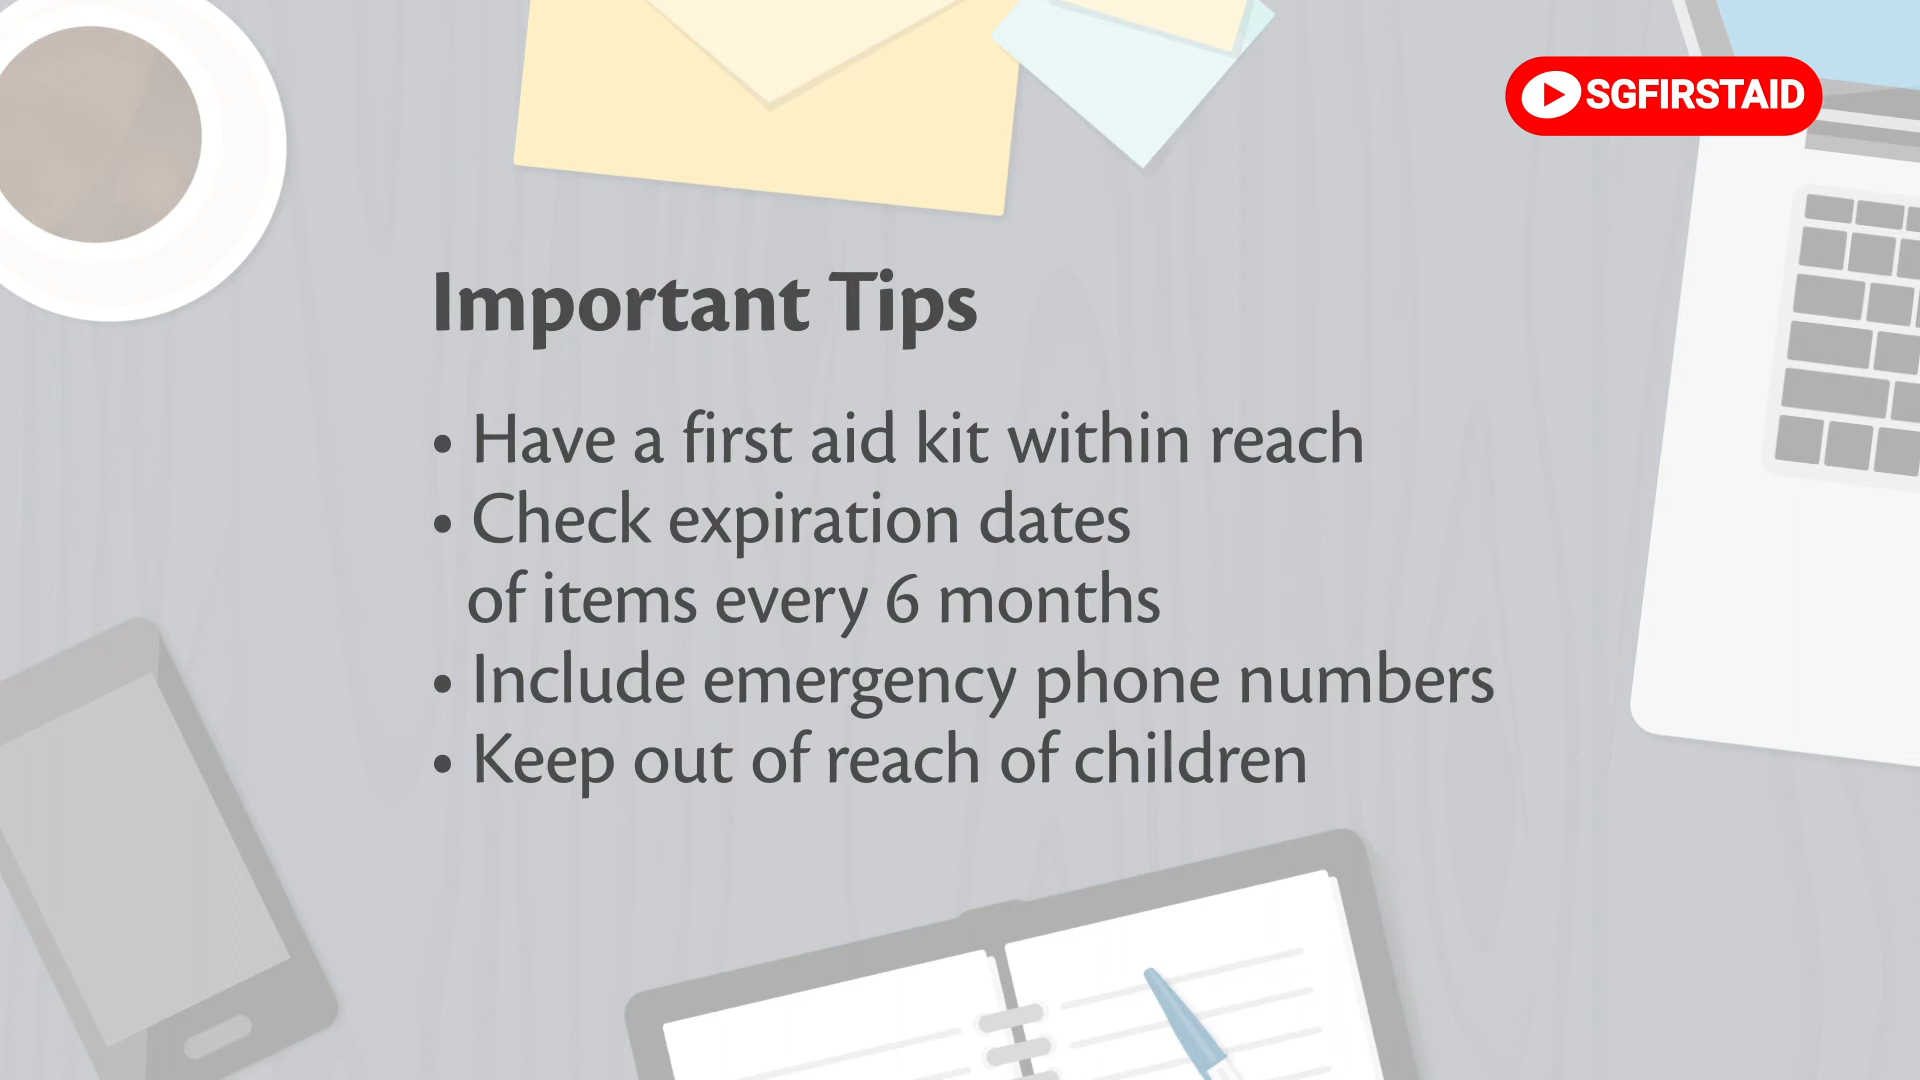 SGFIRSTAID
Important Tips
• Have a first aid kit within reach
• Check expiration dates
of items every 6 months
• Include emergency phone numbers
• Keep out of reach of children